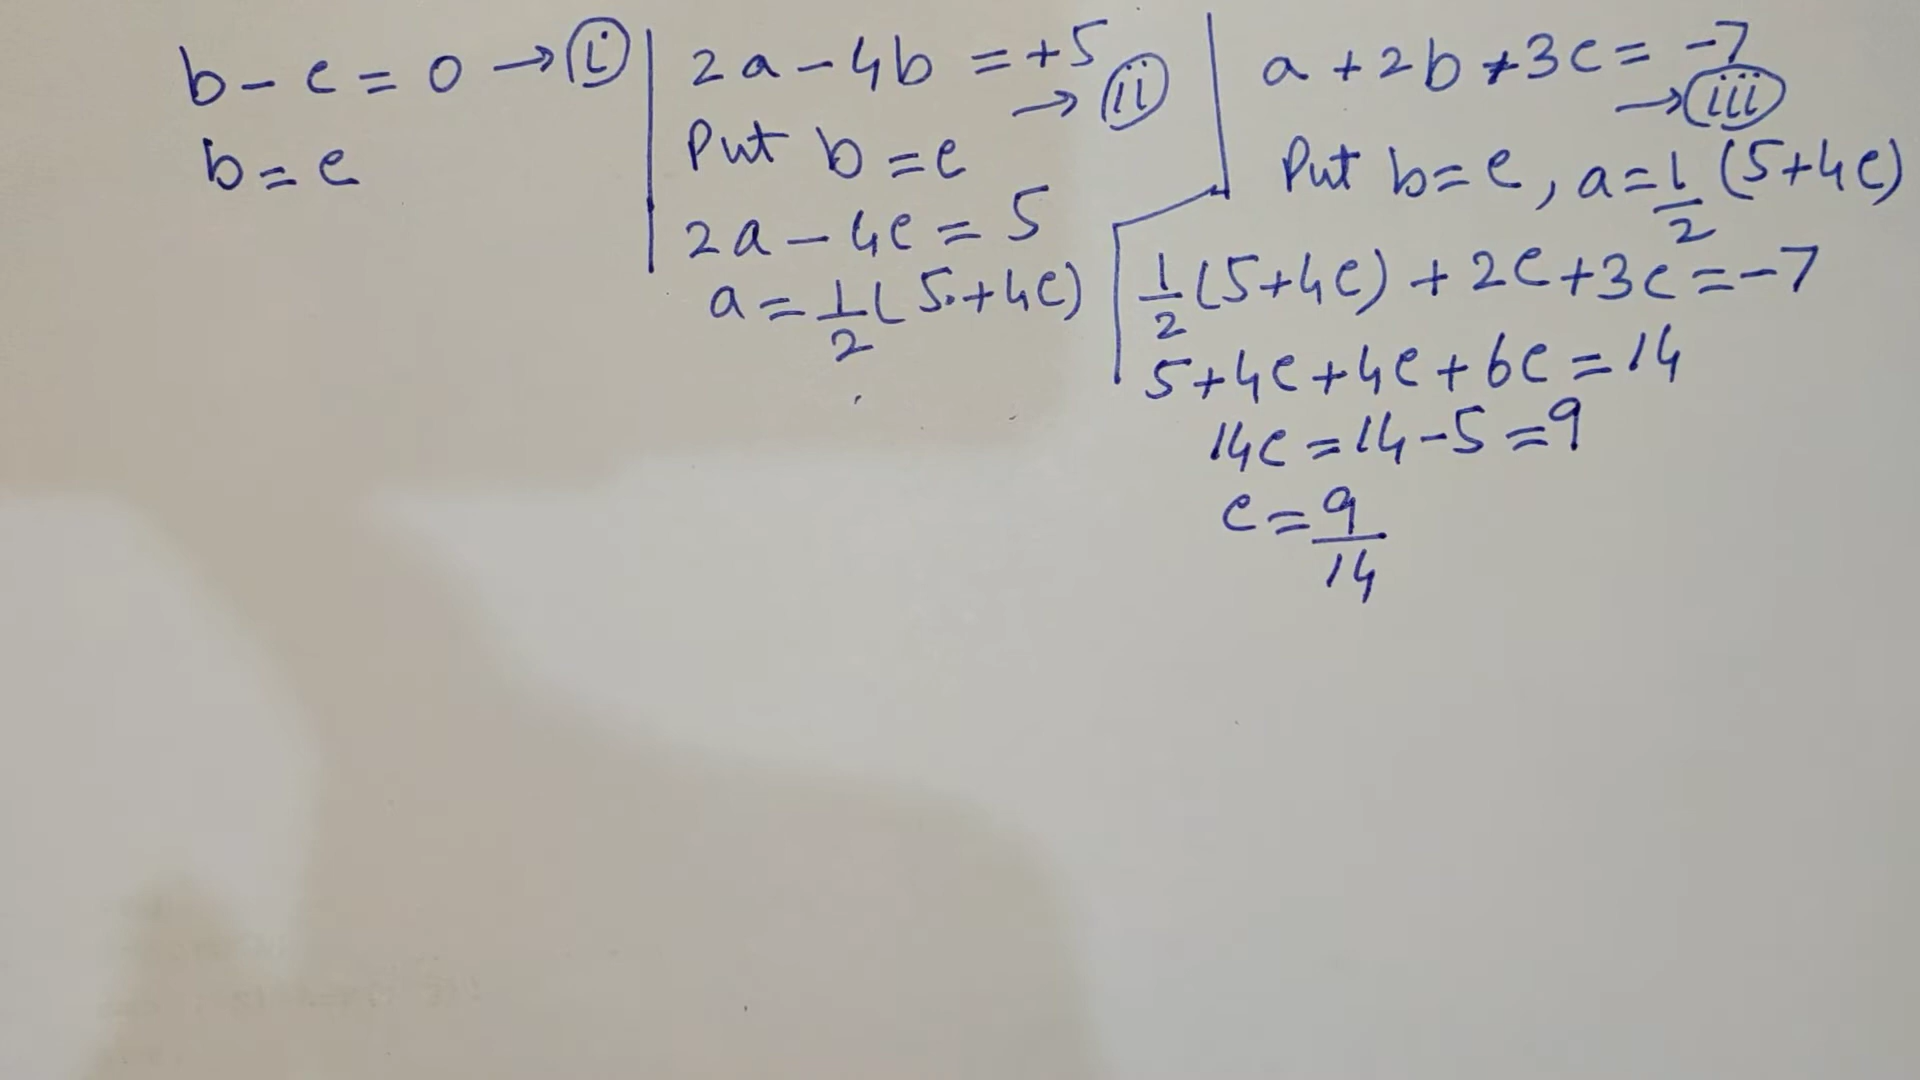 b - c = 0 → (i)
b = c
2a - 4b = +5
→ (ii)
Put b = c
2a - 4c = 5
a = 1/2 (5 + 4c)
a + 2b + 3c = -7
→ (iii)
Put b = c, a = 1/2 (5 + 4c)
1/2 (5 + 4c) + 2c + 3c = -7
5 + 4c + 4c + 6c = 14
14c = 14 - 5 = 9
c = 9/14